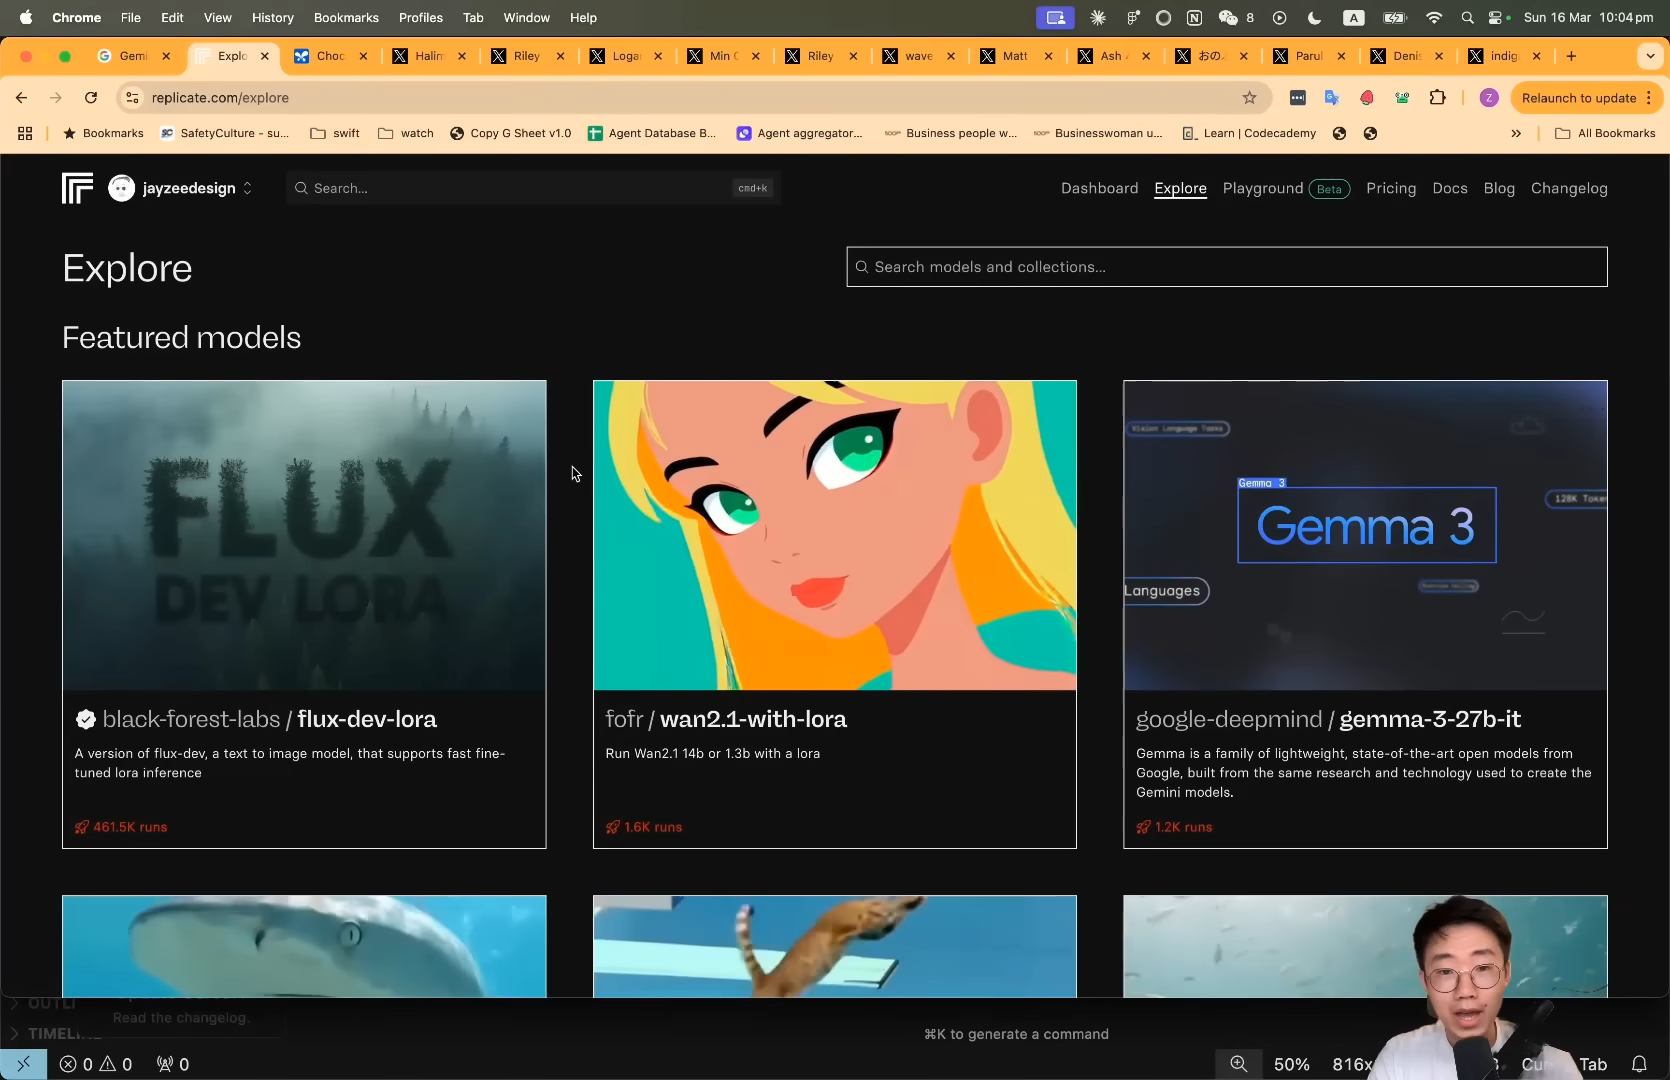 Chrome File Edit View History Bookmarks Profiles Tab Window Help 8 A Sun 16 Mar 10:04 pm
Gemi Explo Choc Halim Riley Logan Min C Riley wave Matt Ash おの Parul Denis indig
replicate.com/explore Z Relaunch to update
Bookmarks SafetyCulture - su... swift watch Copy G Sheet v1.0 Agent Database B... Agent aggregator... Business people w... Businesswoman u... Learn | Codecademy » All Bookmarks
jayzeedesign Search... cmd+k Dashboard Explore Playground Beta Pricing Docs Blog Changelog
Explore
Search models and collections...
Featured models
FLUX
DEV LORA
Vision Language Tasks
Gemma 3
Gemma 3
128K Token
Languages
black-forest-labs / flux-dev-lora
A version of flux-dev, a text to image model, that supports fast fine-
tuned lora inference
461.5K runs
fofr / wan2.1-with-lora
Run Wan2.1 14b or 1.3b with a lora
1.6K runs
google-deepmind / gemma-3-27b-it
Gemma is a family of lightweight, state-of-the-art open models from
Google, built from the same research and technology used to create the
Gemini models.
1.2K runs
OUTLI
Read the changelog.
TIMELINE
⌘K to generate a command
0 0 0 50% 816x Cur Tab